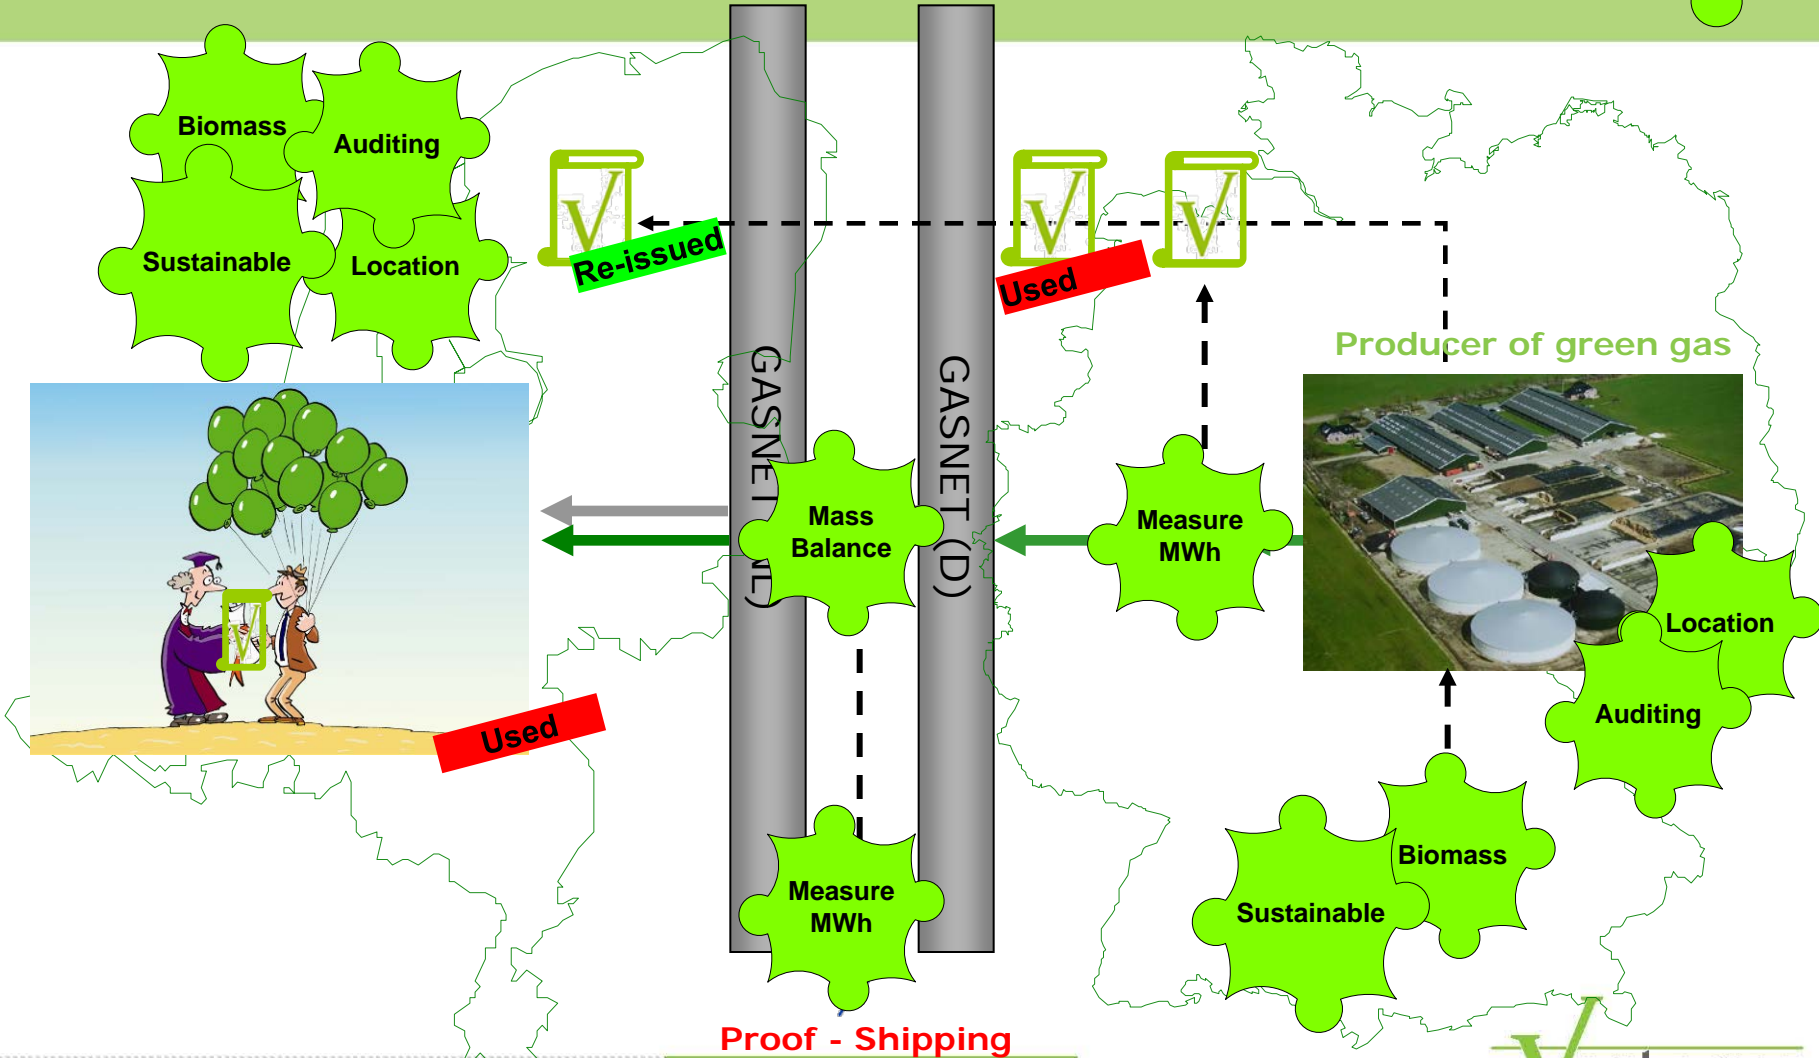 Biomass
Auditing
Sustainable
Location
Re-issued
Used
Producer of green gas
GASNET
NL)
GASNET (D)
Mass
Balance
Measure
MWh
Location
Auditing
Used
Biomass
Sustainable
Measure
MWh
Proof - Shipping